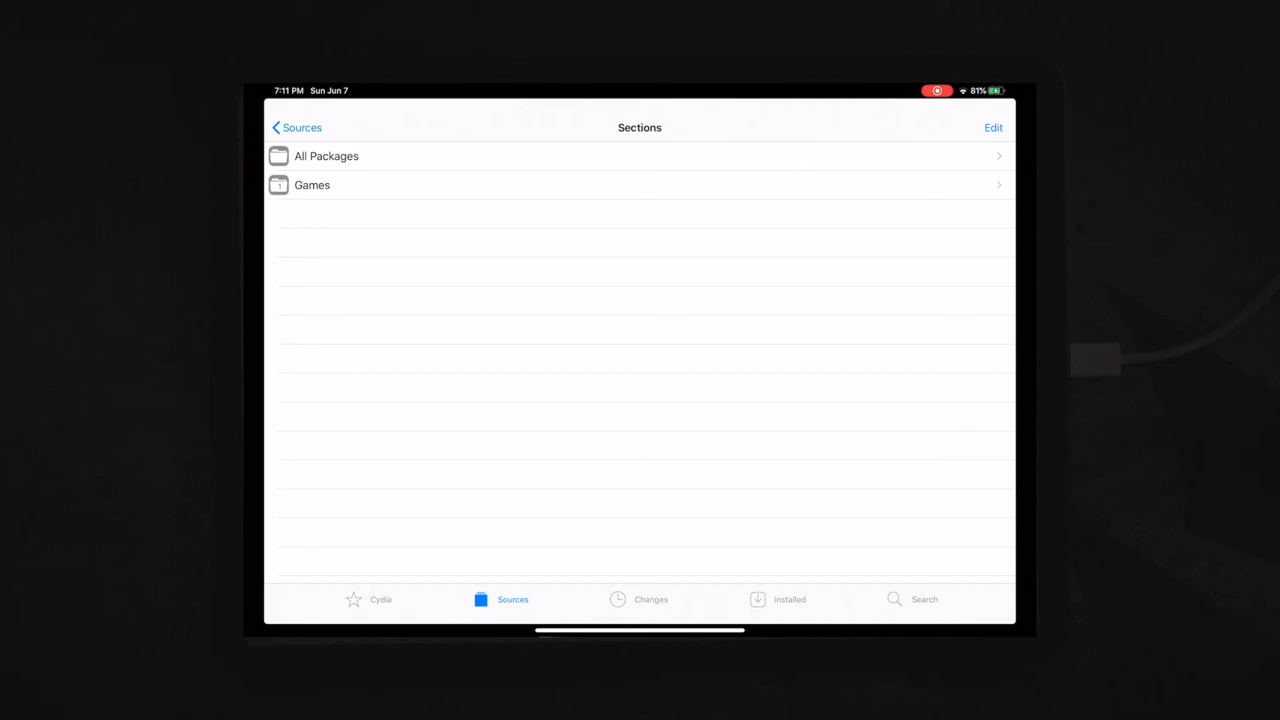 7:11 PM Sun Jun 7 81%
Sources Sections Edit
All Packages
1 Games
Cydia Sources Changes Installed Search